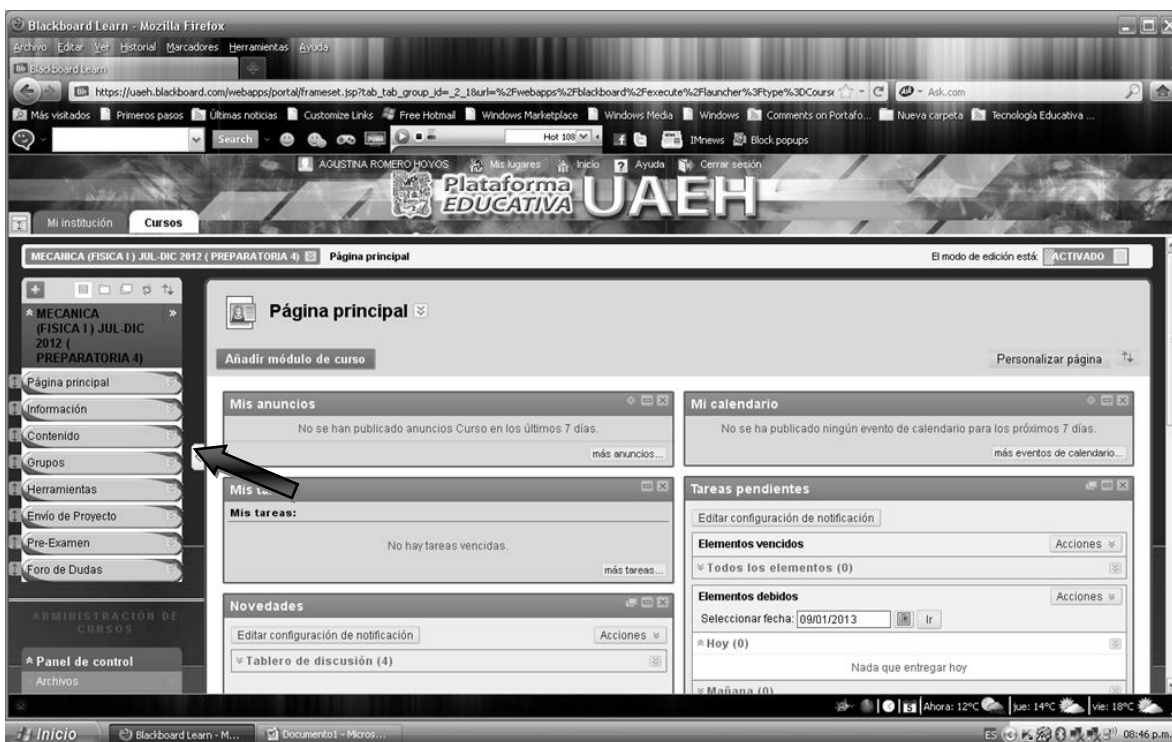 Blackboard Learn - Mozilla Firefox
Archivo Editar Ver Historial Marcadores Herramientas Ayuda
Blackboard Learn
https://uaeh.blackboard.com/webapps/portal/frameset.jsp?tab_tab_group_id=_2_1&url=%2Fwebapps%2Fblackboard%2Fexecute%2Flauncher%3Ftype%3DCourse
Ask.com
Más visitados Primeros pasos Últimas noticias Customize Links Free Hotmail Windows Marketplace Windows Media Windows Comments on Portafo... Nueva carpeta Tecnología Educativa ...
Search Hot 108 IMnews Block popups
AGUSTINA ROMERO HOYOS Mis lugares Inicio Ayuda Cerrar sesión
Plataforma
EDUCATIVA UAEH
Mi institución Cursos
MECANICA (FISICA I ) JUL-DIC 2012 ( PREPARATORIA 4) Página principal El modo de edición está: ACTIVADO
MECANICA
(FISICA I ) JUL-DIC
2012 (
PREPARATORIA 4)
Página principal
Información
Contenido
Grupos
Herramientas
Envío de Proyecto
Pre-Examen
Foro de Dudas
ADMINISTRACIÓN DE
CURSOS
Panel de control
Archivos
Página principal
Añadir módulo de curso Personalizar página
Mis anuncios
No se han publicado anuncios Curso en los últimos 7 días.
más anuncios...
Mis
Mis tareas:
No hay tareas vencidas.
más tareas...
Novedades
Editar configuración de notificación Acciones
Tablero de discusión (4)
Mi calendario
No se ha publicado ningún evento de calendario para los próximos 7 días.
más eventos de calendario...
Tareas pendientes
Editar configuración de notificación
Elementos vencidos Acciones
Todos los elementos (0)
Elementos debidos Acciones
Seleccionar fecha: 09/01/2013 Ir
Hoy (0)
Nada que entregar hoy
Mañana (0)
Ahora: 12°C jue: 14°C vie: 18°C
Inicio Blackboard Learn - M... Documento1 - Micros... ES 08:46 p.m.